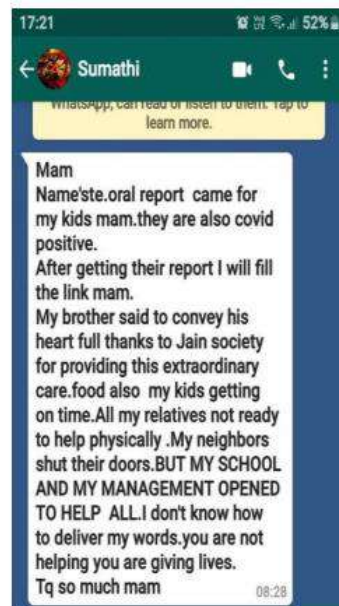 17:21 52%
Sumathi
WhatsApp, can read or listen to them. Tap to
learn more.
Mam
Name'ste.oral report came for
my kids mam.they are also covid
positive.
After getting their report I will fill
the link mam.
My brother said to convey his
heart full thanks to Jain society
for providing this extraordinary
care.food also my kids getting
on time.All my relatives not ready
to help physically .My neighbors
shut their doors.BUT MY SCHOOL
AND MY MANAGEMENT OPENED
TO HELP ALL.I don't know how
to deliver my words.you are not
helping you are giving lives.
Tq so much mam
08:28